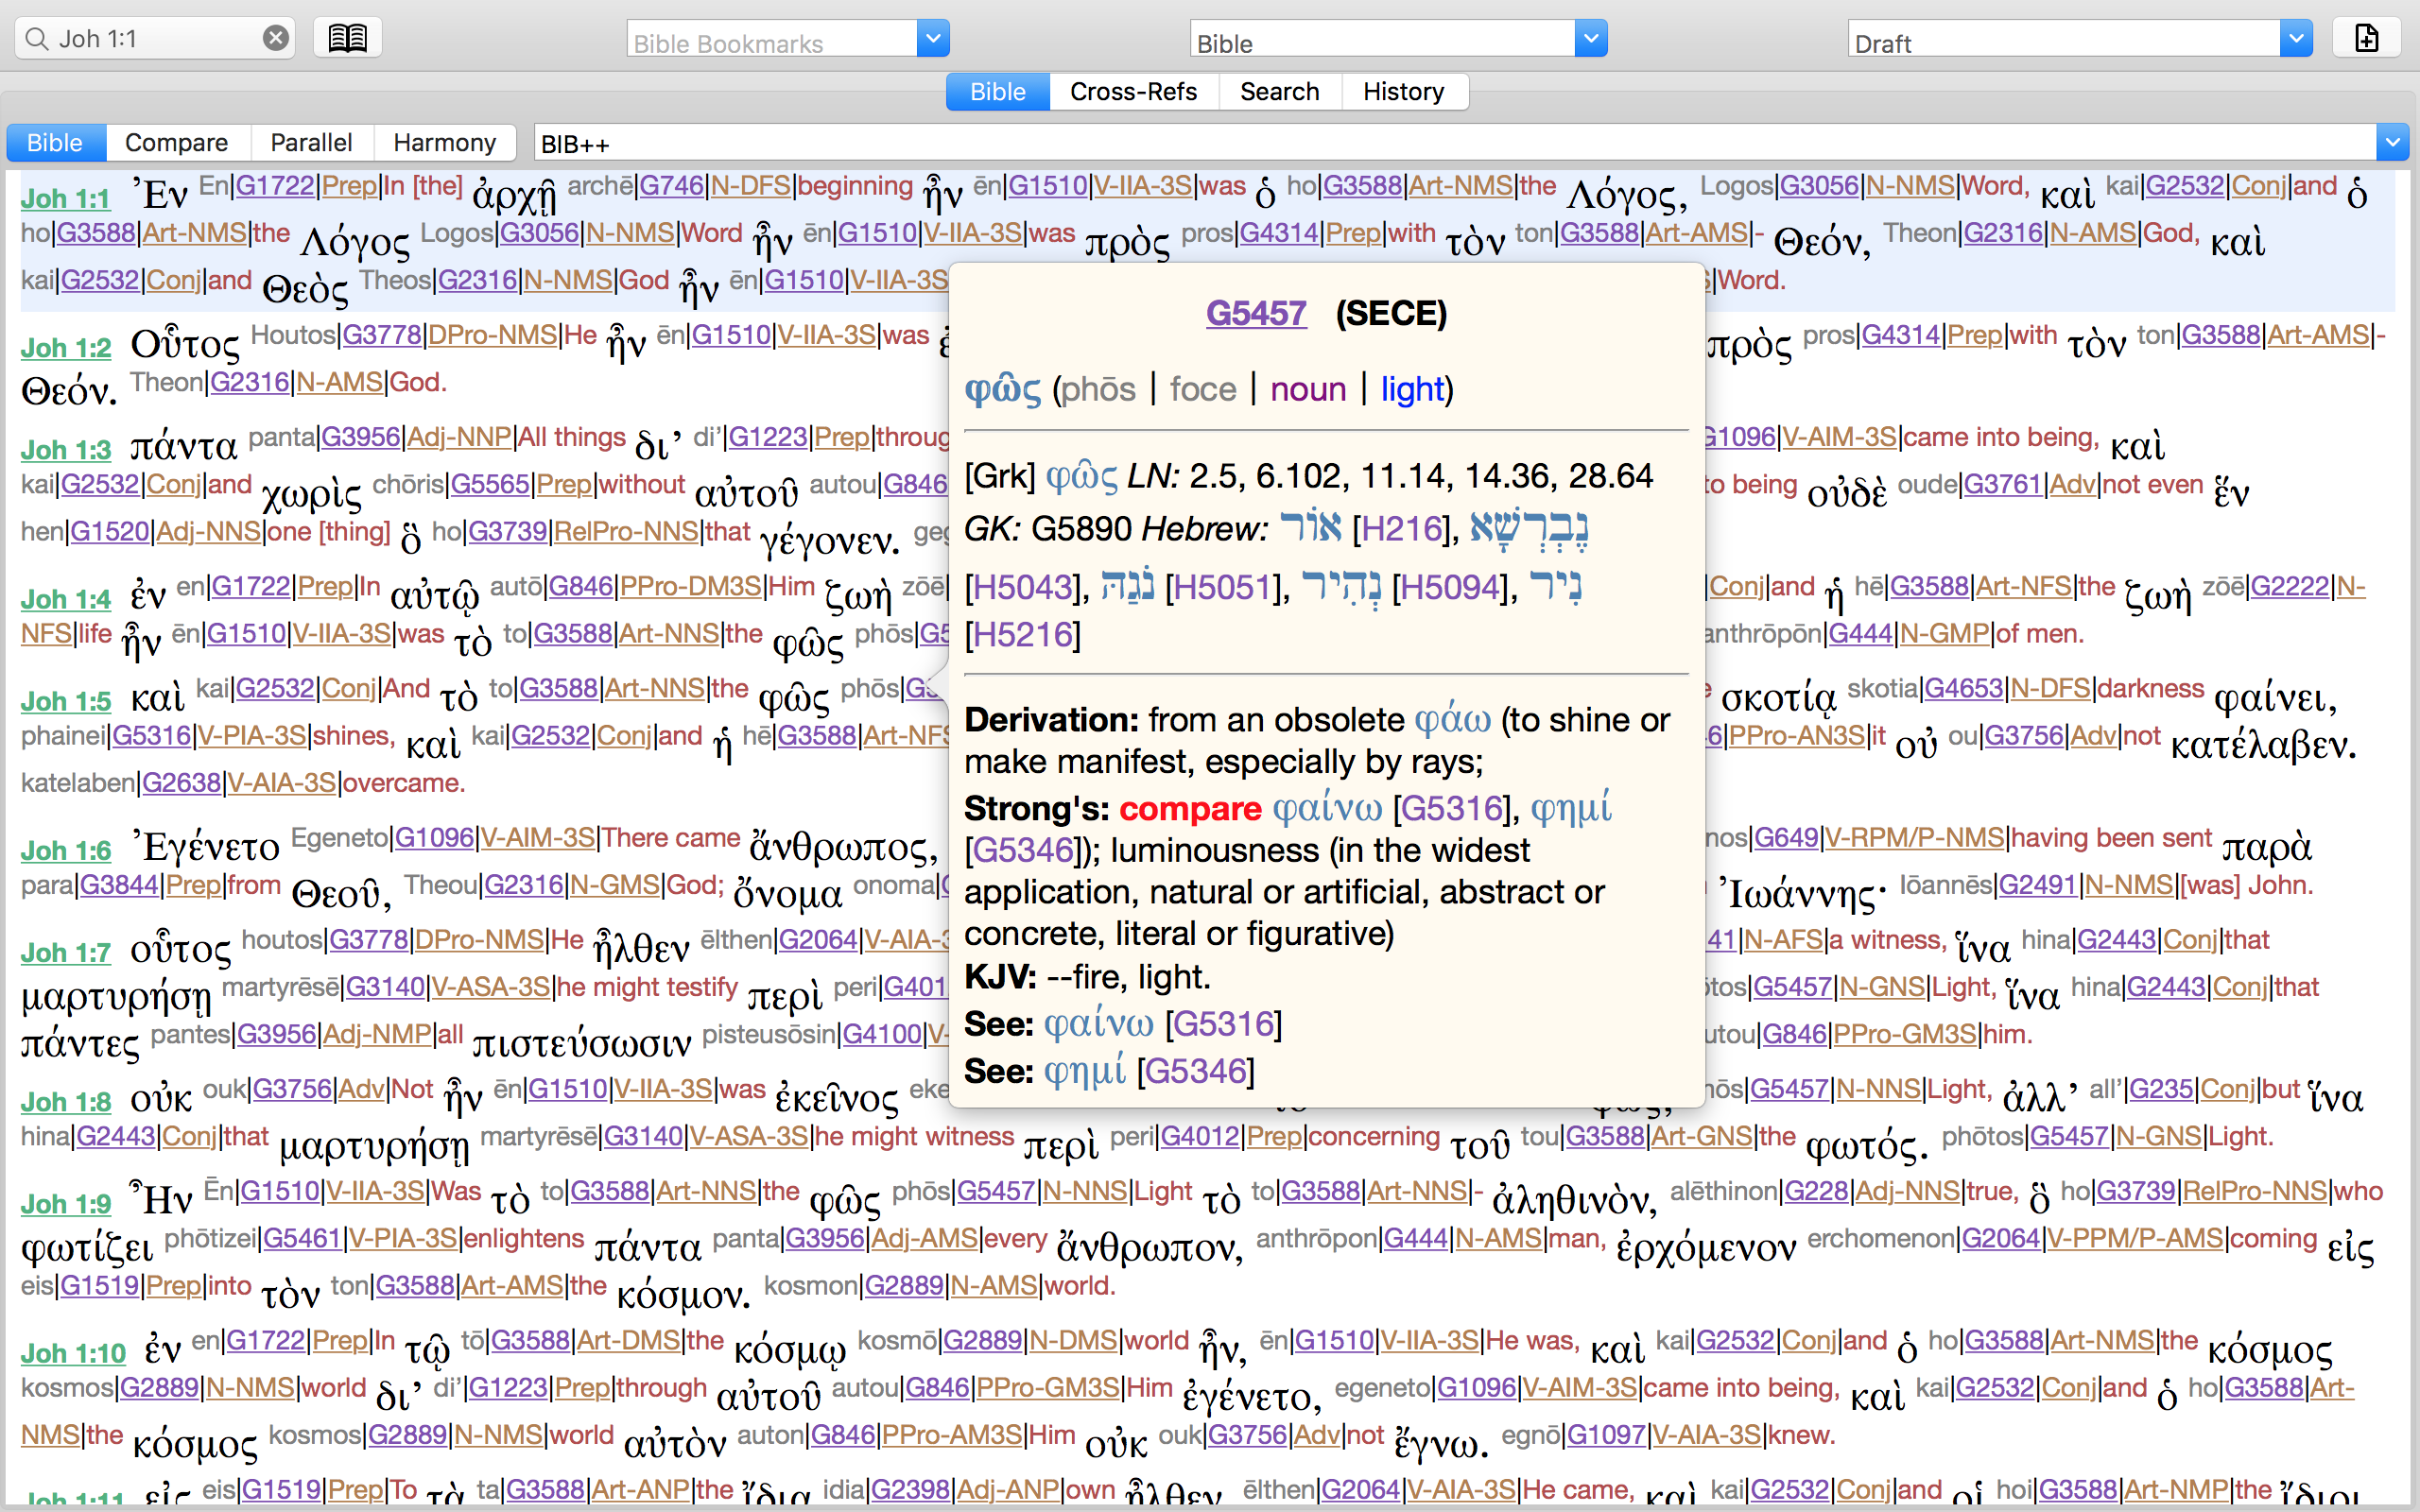 Joh 1:1
Bible Bookmarks
Bible
Draft
Bible Cross-Refs Search History
Bible Compare Parallel Harmony BIB++
Joh 1:1 Ἐν En|G1722|Prep|In [the] ἀρχῇ archē|G746|N-DFS|beginning ἦν ēn|G1510|V-IIA-3S|was ὁ ho|G3588|Art-NMS|the Λόγος, Logos|G3056|N-NMS|Word, καὶ kai|G2532|Conj|and ὁ
ho|G3588|Art-NMS|the Λόγος Logos|G3056|N-NMS|Word ἦν ēn|G1510|V-IIA-3S|was πρὸς pros|G4314|Prep|with τὸν ton|G3588|Art-AMS|- Θεόν, Theon|G2316|N-AMS|God, καὶ
kai|G2532|Conj|and Θεὸς Theos|G2316|N-NMS|God ἦν ēn|G1510|V-IIA-3S |Word.
Joh 1:2 Οὗτος Houtos|G3778|DPro-NMS|He ἦν ēn|G1510|V-IIA-3S|was πρὸς pros|G4314|Prep|with τὸν ton|G3588|Art-AMS|-
Θεόν. Theon|G2316|N-AMS|God.
Joh 1:3 πάντα panta|G3956|Adj-NNP|All things δι’ di’|G1223|Prep| G1096|V-AIM-3S|came into being, καὶ
kai|G2532|Conj|and χωρὶς chōris|G5565|Prep|without αὐτοῦ autou|G846 to being οὐδὲ oude|G3761|Adv|not even ἕν
hen|G1520|Adj-NNS|one [thing] ὃ ho|G3739|RelPro-NNS|that γέγονεν.
Joh 1:4 ἐν en|G1722|Prep|In αὐτῷ autō|G846|PPro-DM3S|Him ζωὴ zōē| Conj|and ἡ hē|G3588|Art-NFS|the ζωὴ zōē|G2222|N-
NFS|life ἦν ēn|G1510|V-IIA-3S|was τὸ to|G3588|Art-NNS|the φῶς phōs| anthrōpōn|G444|N-GMP|of men.
Joh 1:5 καὶ kai|G2532|Conj|And τὸ to|G3588|Art-NNS|the φῶς phōs| σκοτίᾳ skotia|G4653|N-DFS|darkness φαίνει,
phainei|G5316|V-PIA-3S|shines, καὶ kai|G2532|Conj|and ἡ hē|G3588| |PPro-AN3S|it οὐ ou|G3756|Adv|not κατέλαβεν.
katelaben|G2638|V-AIA-3S|overcame.
Joh 1:6 Ἐγένετο Egeneto|G1096|V-AIM-3S|There came ἄνθρωπος, |G649|V-RPM/P-NMS|having been sent παρὰ
para|G3844|Prep|from Θεοῦ, Theou|G2316|N-GMS|God; ὄνομα onoma| Ἰωάννης· Iōannēs|G2491|N-NMS|[was] John.
Joh 1:7 οὗτος houtos|G3778|DPro-NMS|He ἦλθεν ēlthen|G2064| |N-AFS|a witness, ἵνα hina|G2443|Conj|that
μαρτυρήσῃ martyrēsē|G3140|V-ASA-3S|he might testify περὶ peri| |G5457|N-GNS|Light, ἵνα hina|G2443|Conj|that
πάντες pantes|G3956|Adj-NMP|all πιστεύσωσιν pisteusōsin|G4100| |G846|PPro-GM3S|him.
Joh 1:8 οὐκ ouk|G3756|Adv|Not ἦν ēn|G1510|V-IIA-3S|was ἐκεῖνος |G5457|N-NNS|Light, ἀλλ’ all’|G235|Conj|but ἵνα
hina|G2443|Conj|that μαρτυρήσῃ martyrēsē|G3140|V-ASA-3S|he might witness περὶ peri|G4012|Prep|concerning τοῦ tou|G3588|Art-GNS|the φωτός. phōtos|G5457|N-GNS|Light.
Joh 1:9 Ἦν Ēn|G1510|V-IIA-3S|Was τὸ to|G3588|Art-NNS|the φῶς phōs|G5457|N-NNS|Light τὸ to|G3588|Art-NNS|- ἀληθινὸν, alēthinon|G228|Adj-NNS|true, ὃ ho|G3739|RelPro-NNS|who
φωτίζει phōtizei|G5461|V-PIA-3S|enlightens πάντα panta|G3956|Adj-AMS|every ἄνθρωπον, anthrōpon|G444|N-AMS|man, ἐρχόμενον erchomenon|G2064|V-PPM/P-AMS|coming εἰς
eis|G1519|Prep|into τὸν ton|G3588|Art-AMS|the κόσμον. kosmon|G2889|N-AMS|world.
Joh 1:10 ἐν en|G1722|Prep|In τῷ tō|G3588|Art-DMS|the κόσμῳ kosmō|G2889|N-DMS|world ἦν, ēn|G1510|V-IIA-3S|He was, καὶ kai|G2532|Conj|and ὁ ho|G3588|Art-NMS|the κόσμος
kosmos|G2889|N-NMS|world δι’ di’|G1223|Prep|through αὐτοῦ autou|G846|PPro-GM3S|Him ἐγένετο, egeneto|G1096|V-AIM-3S|came into being, καὶ kai|G2532|Conj|and ὁ ho|G3588|Art-
NMS|the κόσμος kosmos|G2889|N-NMS|world αὐτὸν auton|G846|PPro-AM3S|Him οὐκ ouk|G3756|Adv|not ἔγνω. egnō|G1097|V-AIA-3S|knew.
Joh 1:11 εἰς eis|G1519|Prep|To τὰ ta|G3588|Art-ANP|the ἴδια idia|G2398|Adj-ANP|own ἦλθεν, ēlthen|G2064|V-AIA-3S|He came, καὶ kai|G2532|Conj|and οἱ hoi|G3588|Art-NMP|the ἴδιοι
G5457 (SECE)
φῶς (phōs | foce | noun | light)
[Grk] φῶς LN: 2.5, 6.102, 11.14, 14.36, 28.64
GK: G5890 Hebrew: אוֹר [H216], נֶבְרְשָׁא
[H5043], נֹגַהּ [H5051], נְהִיר [H5094], נִיר
[H5216]
Derivation: from an obsolete φάω (to shine or
make manifest, especially by rays;
Strong's: compare φαίνω [G5316], φημί
[G5346]); luminousness (in the widest
application, natural or artificial, abstract or
concrete, literal or figurative)
KJV: --fire, light.
See: φαίνω [G5316]
See: φημί [G5346]